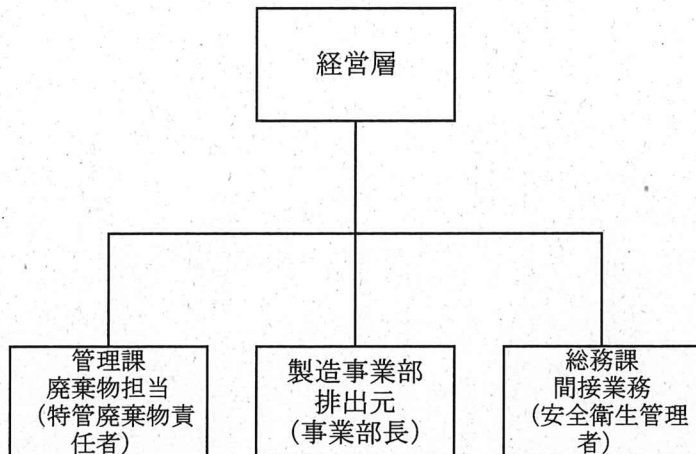 経営層
管理課
廃棄物担当
（特管廃棄物責
任者）
製造事業部
排出元
（事業部長）
総務課
間接業務
（安全衛生管理
者）